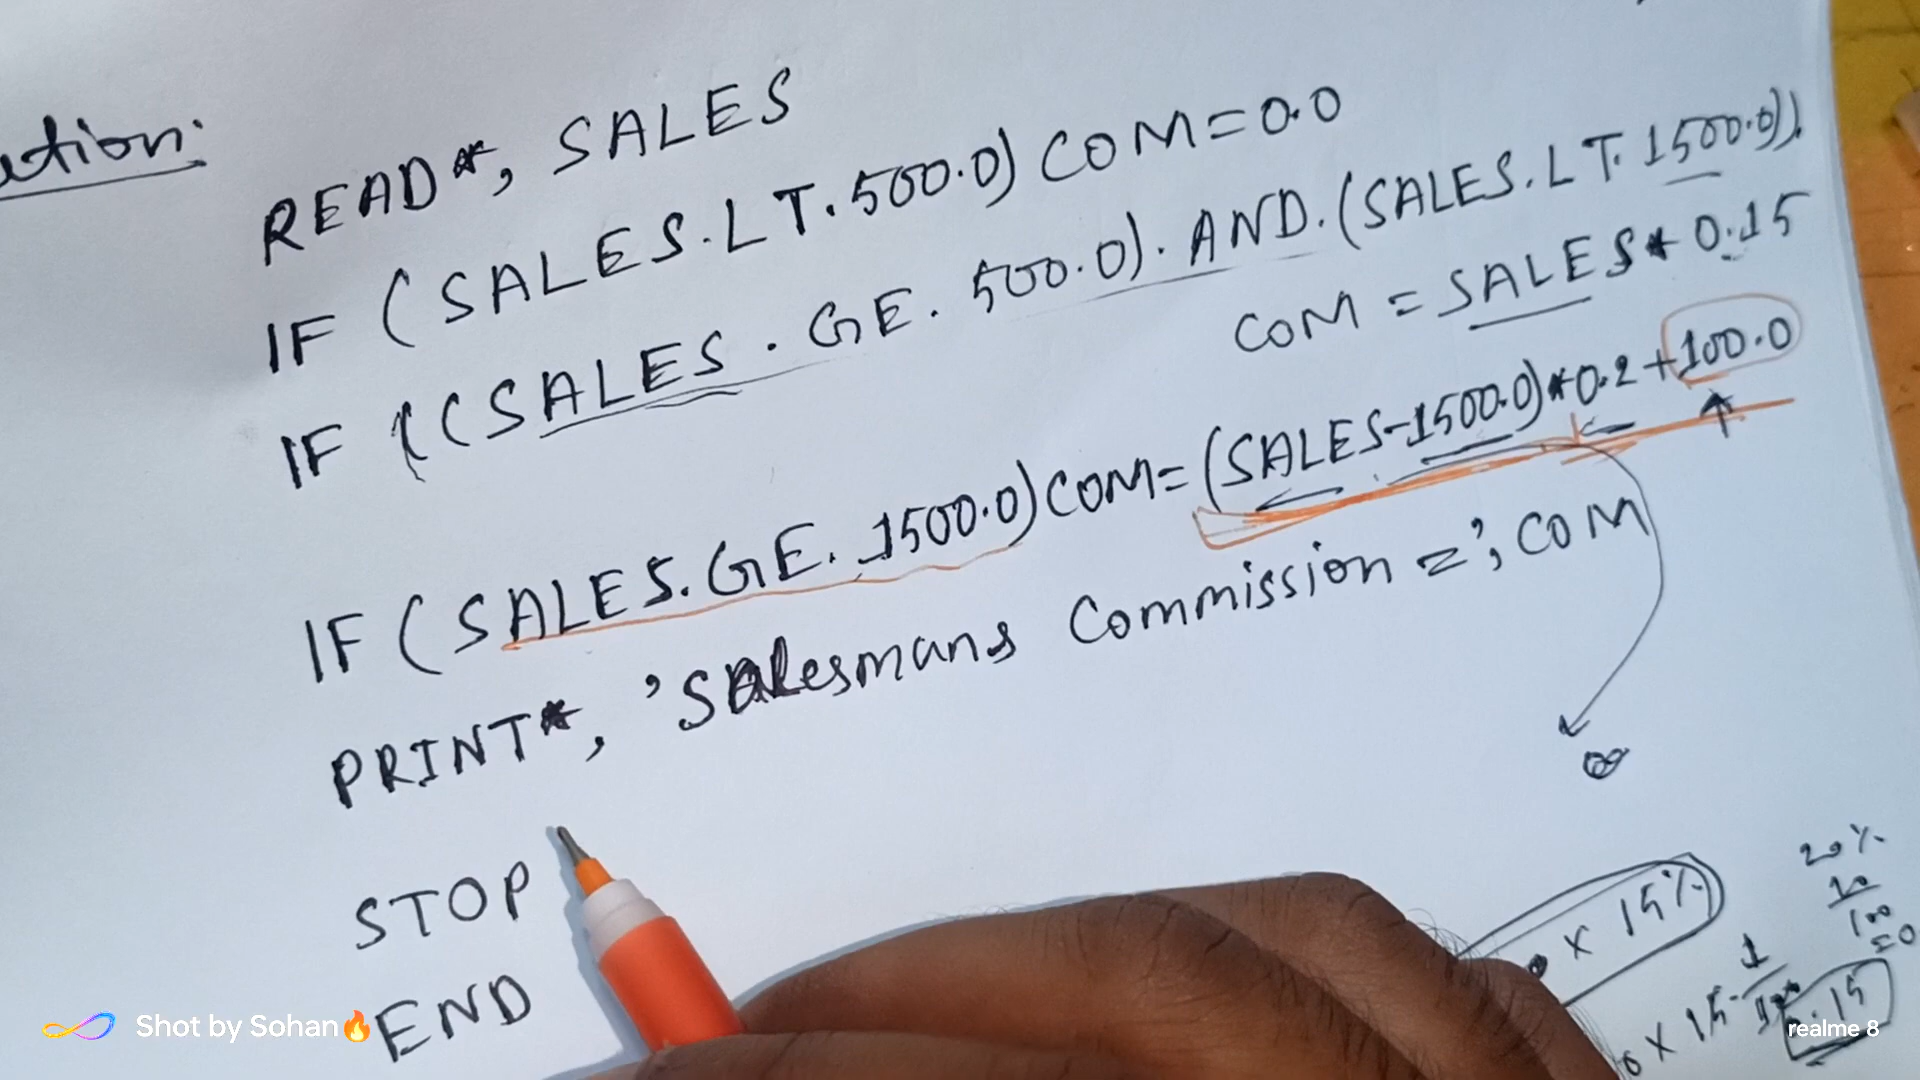 READ*, SALES
IF (SALES.LT.500.0) COM=0.0
IF ((SALES.GE.500.0).AND.(SALES.LT.1500.0))
COM = SALES*0.15
IF (SALES.GE.1500.0) COM=(SALES-1500.0)*0.2+100.0
PRINT*, 'Salesmans Commission =', COM
STOP
END
20%
x 15%
x 15.
.15
Shot by Sohan🔥
realme 8